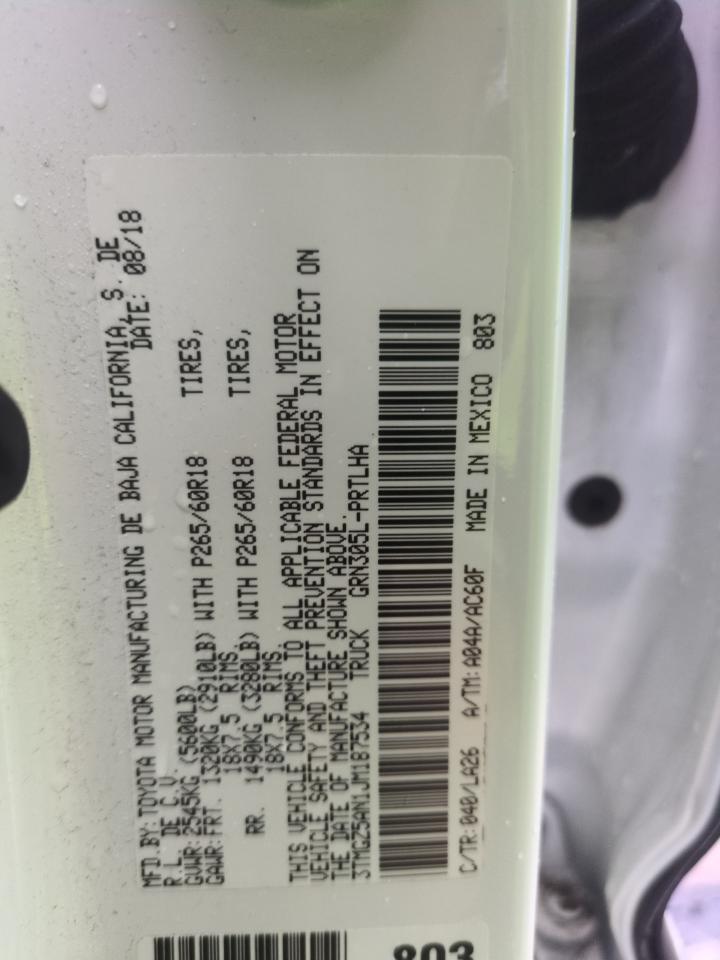 MFD.BY:TOYOTA MOTOR MANUFACTURING DE BAJA CALIFORNIA, S. DE
R.L. DE C.V. DATE: 08/18
GVWR:2545KG (5600LB)
GAWR:FRT. 1320KG (2910LB) WITH P265/60R18 TIRES,
18X7.5 RIMS.
RR. 1490KG (3280LB) WITH P265/60R18 TIRES,
18X7.5 RIMS.
THIS VEHICLE CONFORMS TO ALL APPLICABLE FEDERAL MOTOR
VEHICLE SAFETY AND THEFT PREVENTION STANDARDS IN EFFECT ON
THE DATE OF MANUFACTURE SHOWN ABOVE.
3TMGZ5AN1JM187534 TRUCK GRN305L-PRTLHA
C/TR:040/LA26 A/TM:A04A/AC60F MADE IN MEXICO 803
803